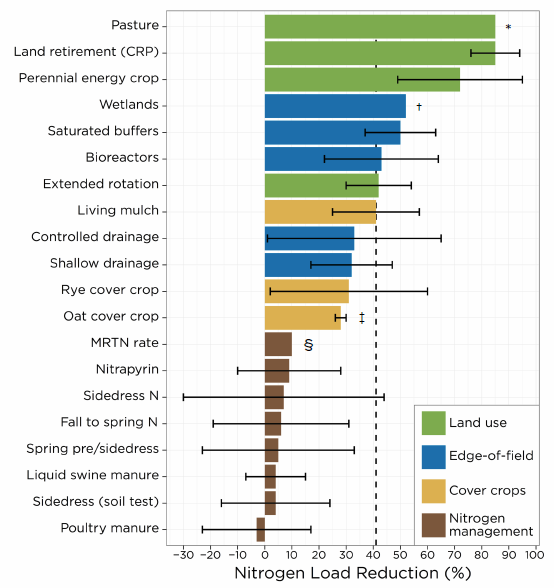 Pasture
*
Land retirement (CRP)
Perennial energy crop
Wetlands
†
Saturated buffers
Bioreactors
Extended rotation
Living mulch
Controlled drainage
Shallow drainage
Rye cover crop
Oat cover crop
‡
MRTN rate
§
Nitrapyrin
Sidedress N
Fall to spring N
Spring pre/sidedress
Liquid swine manure
Sidedress (soil test)
Poultry manure
Land use
Edge-of-field
Cover crops
Nitrogen
management
−30 −20 −10 0 10 20 30 40 50 60 70 80 90 100
Nitrogen Load Reduction (%)